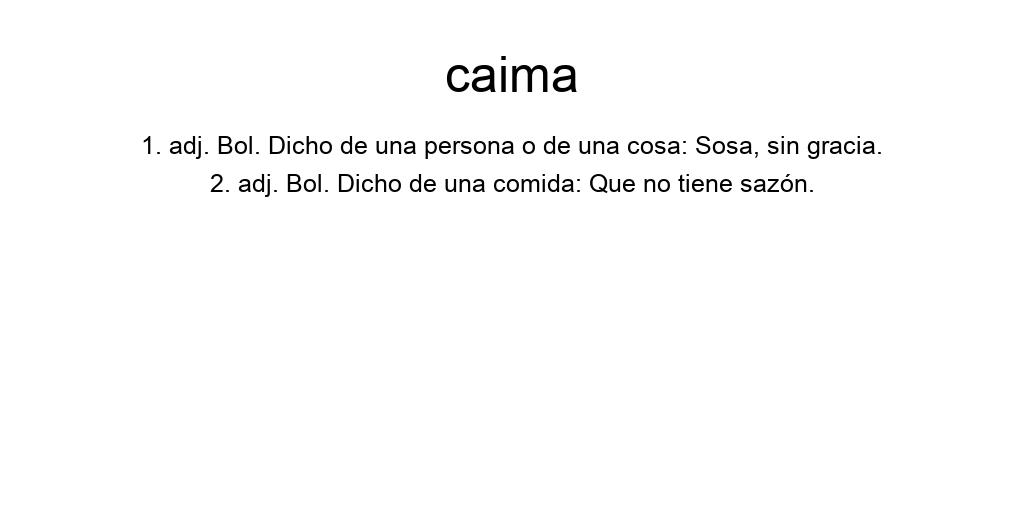 caima
1. adj. Bol. Dicho de una persona o de una cosa: Sosa, sin gracia.
2. adj. Bol. Dicho de una comida: Que no tiene sazón.